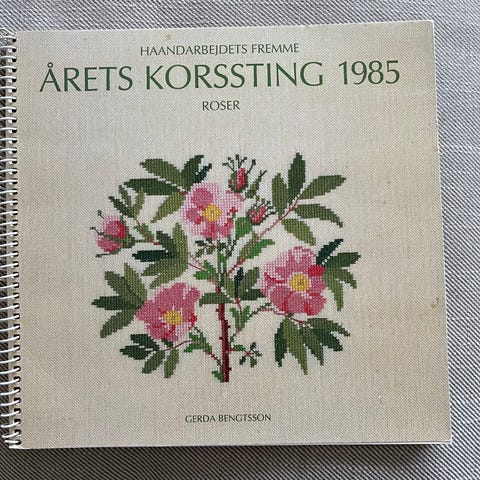 HAANDARBEJDETS FREMME
ÅRETS KORSSTING 1985
ROSER
GERDA BENGTSSON